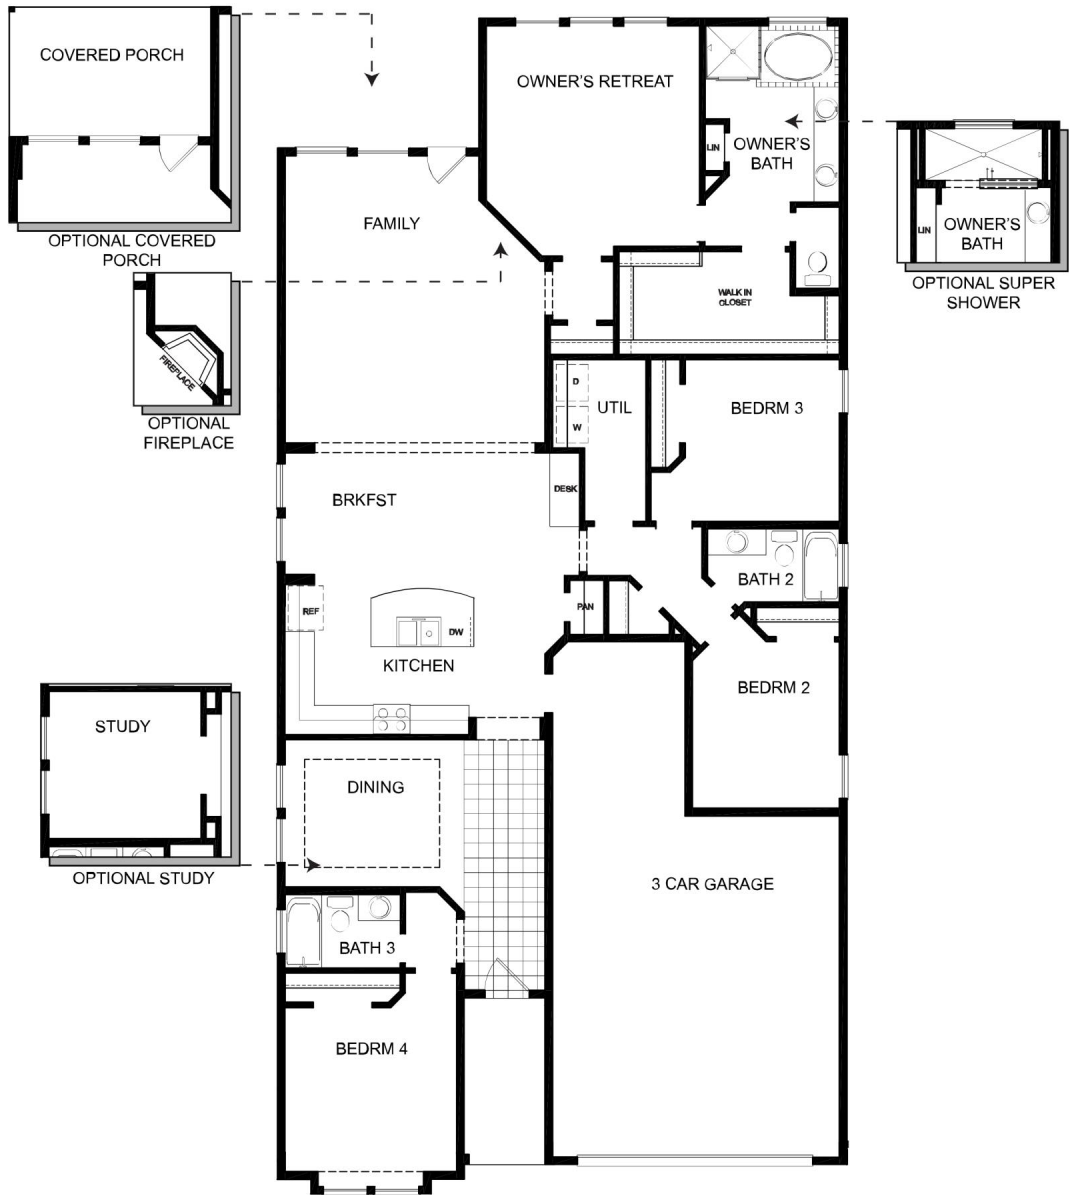 COVERED PORCH
OPTIONAL COVERED
PORCH
OWNER'S RETREAT
LIN
OWNER'S
BATH
LIN
OWNER'S
BATH
OPTIONAL SUPER
SHOWER
FAMILY
WALK IN
CLOSET
FIREPLACE
OPTIONAL
FIREPLACE
D
W
UTIL
BEDRM 3
BRKFST
DESK
BATH 2
REF
PAN
DW
KITCHEN
BEDRM 2
STUDY
OPTIONAL STUDY
DINING
3 CAR GARAGE
BATH 3
BEDRM 4